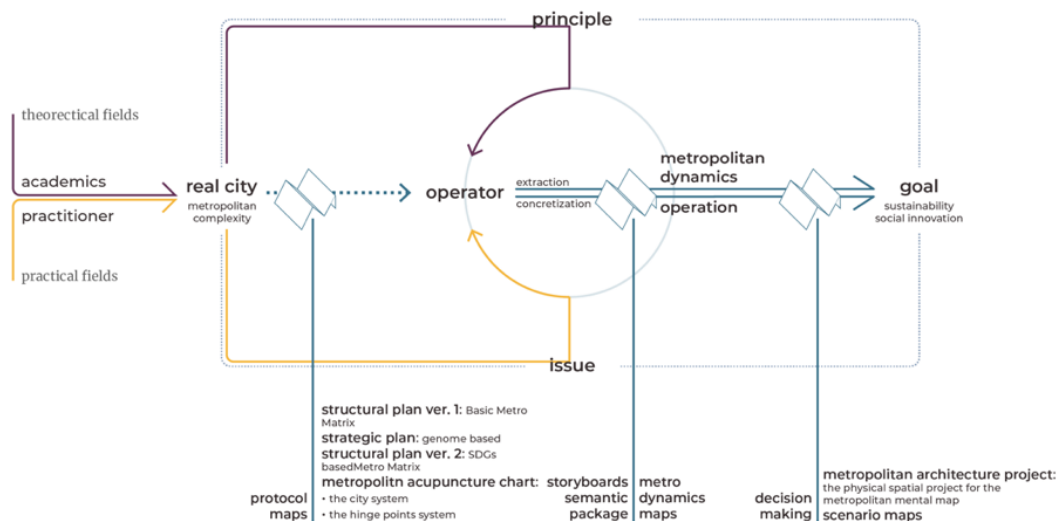 principle
theorectical fields
academics
practitioner
practical fields
real city
metropolitan
complexity
operator
extraction
concretization
metropolitan
dynamics
operation
goal
sustainability
social innovation
issue
structural plan ver. 1: Basic Metro
Matrix
strategic plan: genome based
structural plan ver. 2: SDGs
basedMetro Matrix
metropolitn acupuncture chart:
• the city system
• the hinge points system
protocol
maps
storyboards
semantic
package
metro
dynamics
maps
decision
making
metropolitan architecture project:
the physical spatial project for the
metropolitan mental map
scenario maps